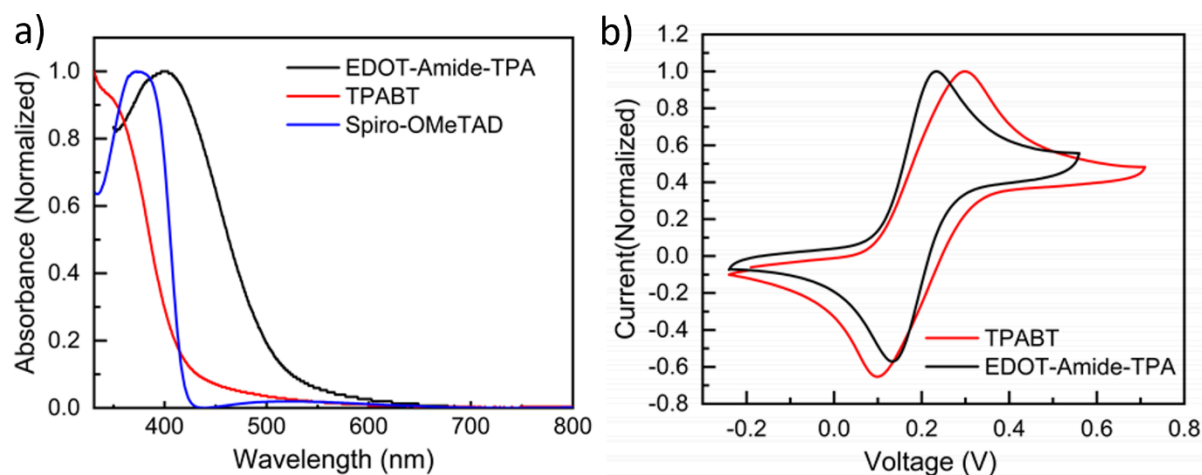 a)
Absorbance (Normalized)
1.0
0.8
0.6
0.4
0.2
0.0
EDOT-Amide-TPA
TPABT
Spiro-OMeTAD
400 500 600 700 800
Wavelength (nm)
b)
Current(Normalized)
1.2
1.0
0.8
0.6
0.4
0.2
0.0
-0.2
-0.4
-0.6
-0.8
TPABT
EDOT-Amide-TPA
-0.2 0.0 0.2 0.4 0.6 0.8
Voltage (V)